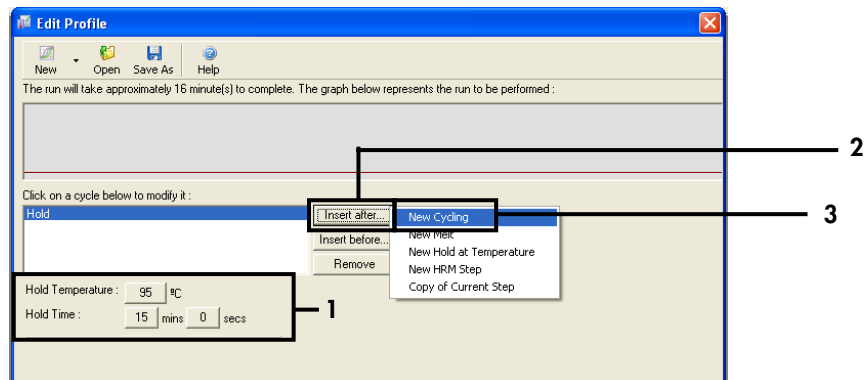 Edit Profile
New Open Save As Help
The run will take approximately 16 minute(s) to complete. The graph below represents the run to be performed :
2
Click on a cycle below to modify it :
Hold
Insert after...
New Cycling
3
Insert before...
New Melt
New Hold at Temperature
Remove
New HRM Step
Copy of Current Step
Hold Temperature : 95 ºC
Hold Time : 15 mins 0 secs
1